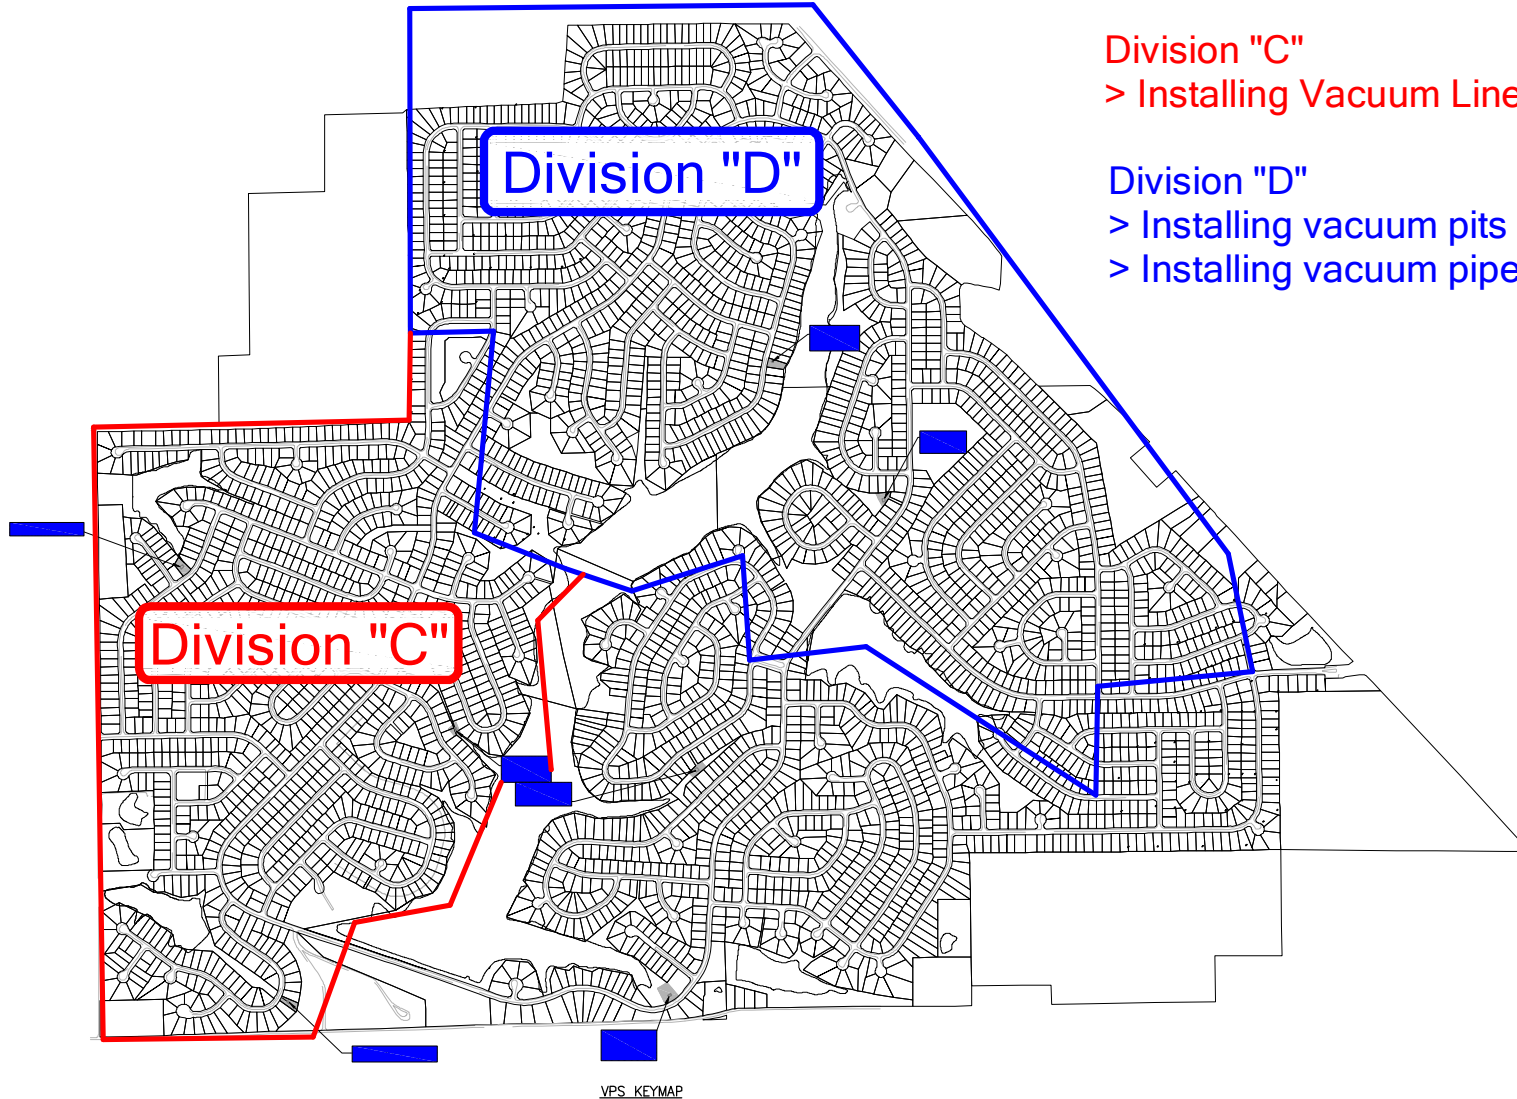 Division "C"
> Installing Vacuum Line
Division "D"
> Installing vacuum pits
> Installing vacuum pipe
Division "D"
Division "C"
VPS KEYMAP